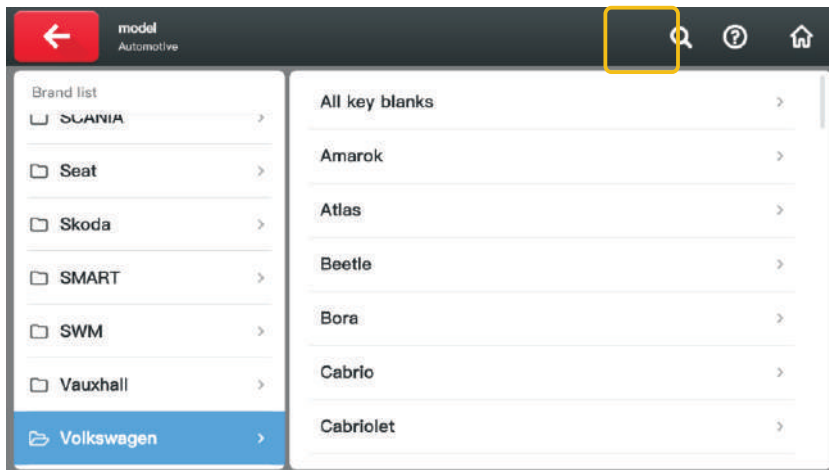 model
Automotive
Brand list
SCANIA
Seat
Skoda
SMART
SWM
Vauxhall
Volkswagen
All key blanks
Amarok
Atlas
Beetle
Bora
Cabrio
Cabriolet